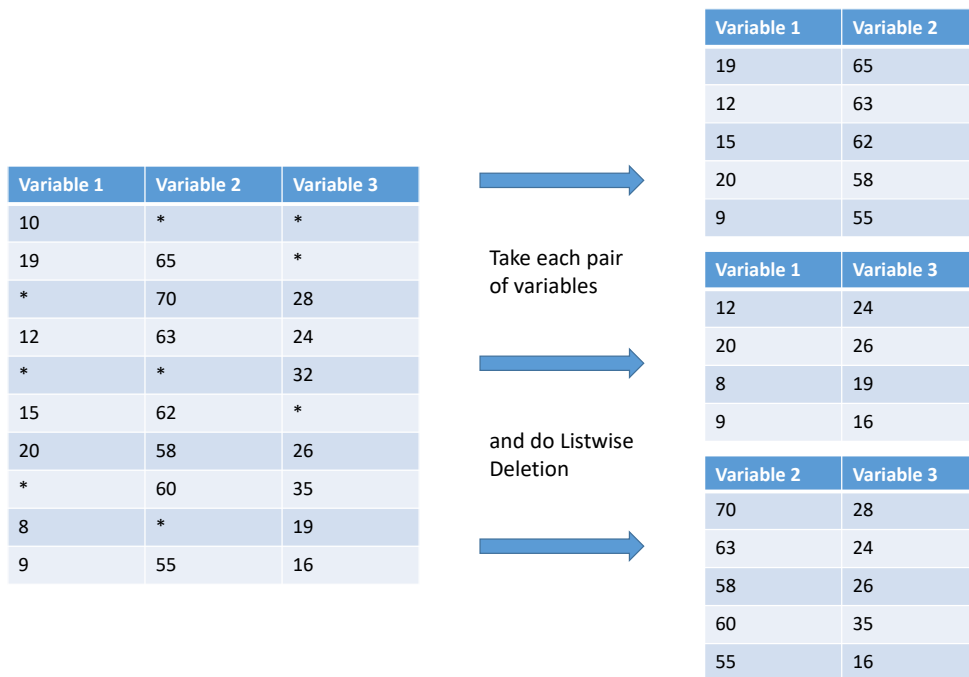 Variable 1 Variable 2 Variable 3
10 * *
19 65 *
* 70 28
12 63 24
* * 32
15 62 *
20 58 26
* 60 35
8 * 19
9 55 16
Take each pair
of variables
and do Listwise
Deletion
Variable 1 Variable 2
19 65
12 63
15 62
20 58
9 55
Variable 1 Variable 3
12 24
20 26
8 19
9 16
Variable 2 Variable 3
70 28
63 24
58 26
60 35
55 16